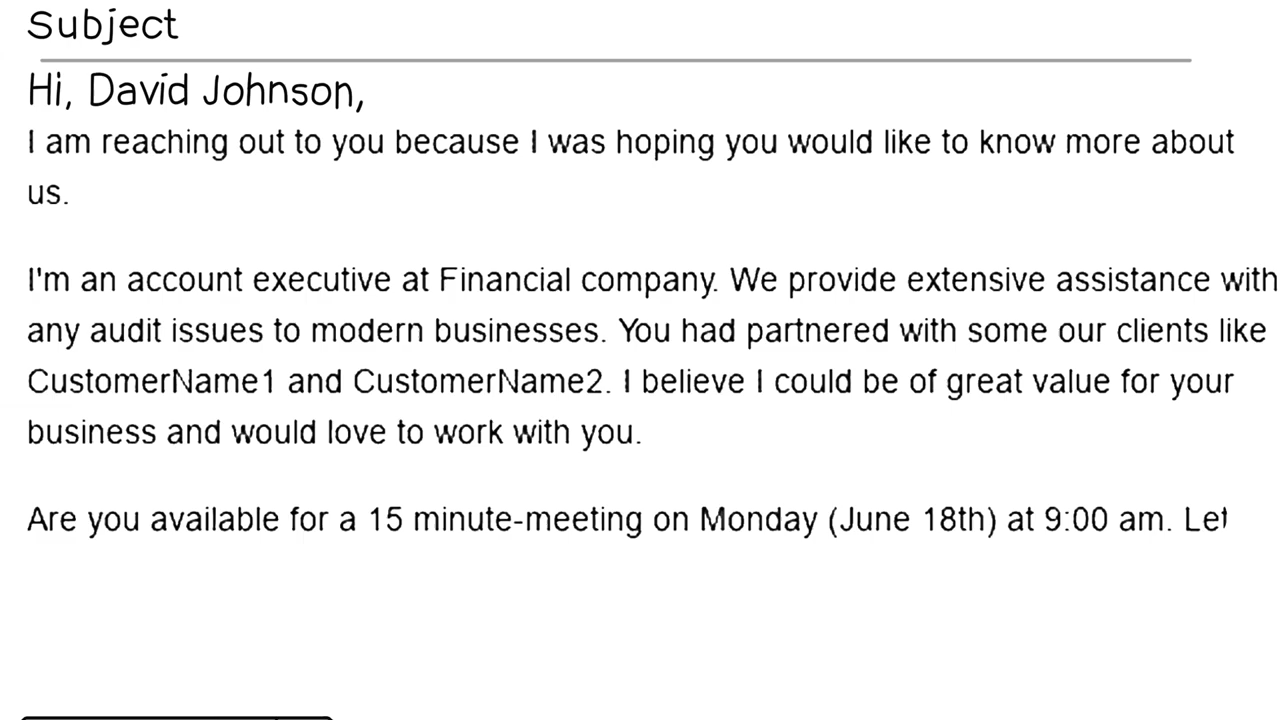 Subject
Hi, David Johnson,
I am reaching out to you because I was hoping you would like to know more about
us.
I'm an account executive at Financial company. We provide extensive assistance with
any audit issues to modern businesses. You had partnered with some our clients like
CustomerName1 and CustomerName2. I believe I could be of great value for your
business and would love to work with you.
Are you available for a 15 minute-meeting on Monday (June 18th) at 9:00 am. Let